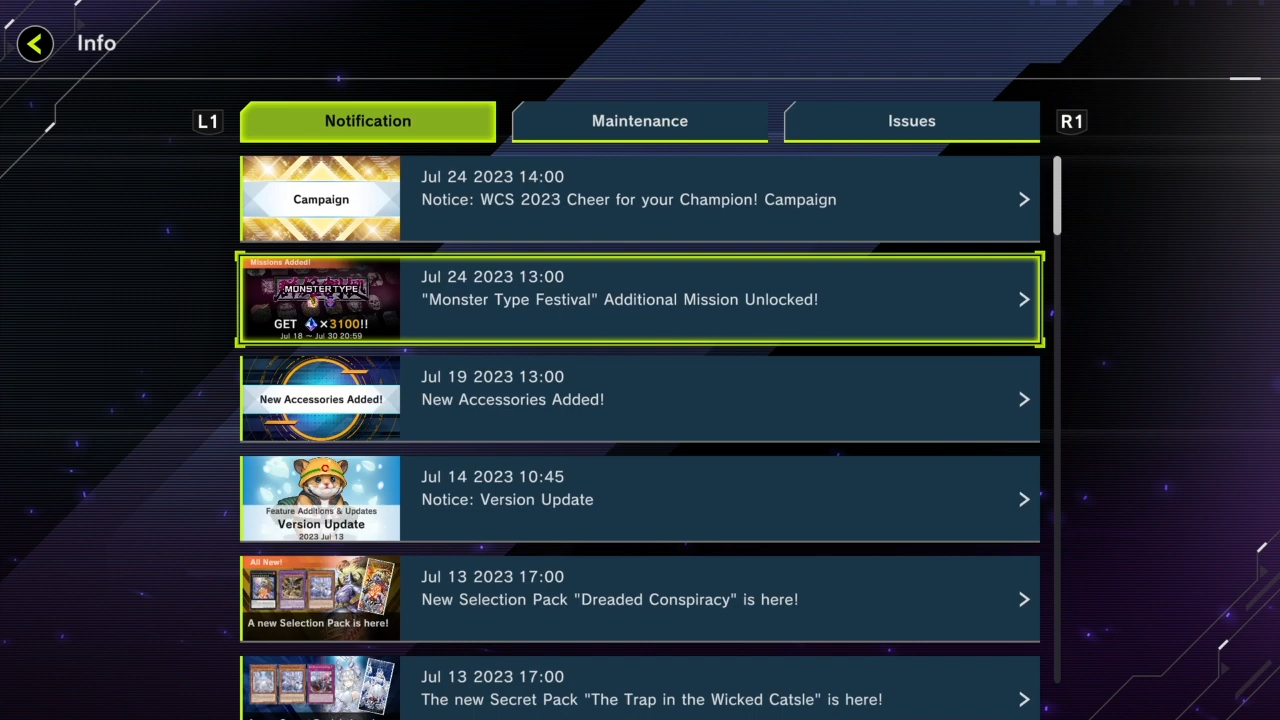 Info
L1
Notification
Maintenance
Issues
R1
Campaign
Jul 24 2023 14:00
Notice: WCS 2023 Cheer for your Champion! Campaign
Missions Added!
MONSTERTYPE
GET ×3100!!
Jul 18 ~ Jul 30 20:59
Jul 24 2023 13:00
"Monster Type Festival" Additional Mission Unlocked!
New Accessories Added!
Jul 19 2023 13:00
New Accessories Added!
Feature Additions & Updates
Version Update
2023 Jul 13
Jul 14 2023 10:45
Notice: Version Update
All New!
A new Selection Pack is here!
Jul 13 2023 17:00
New Selection Pack "Dreaded Conspiracy" is here!
Jul 13 2023 17:00
The new Secret Pack "The Trap in the Wicked Catsle" is here!